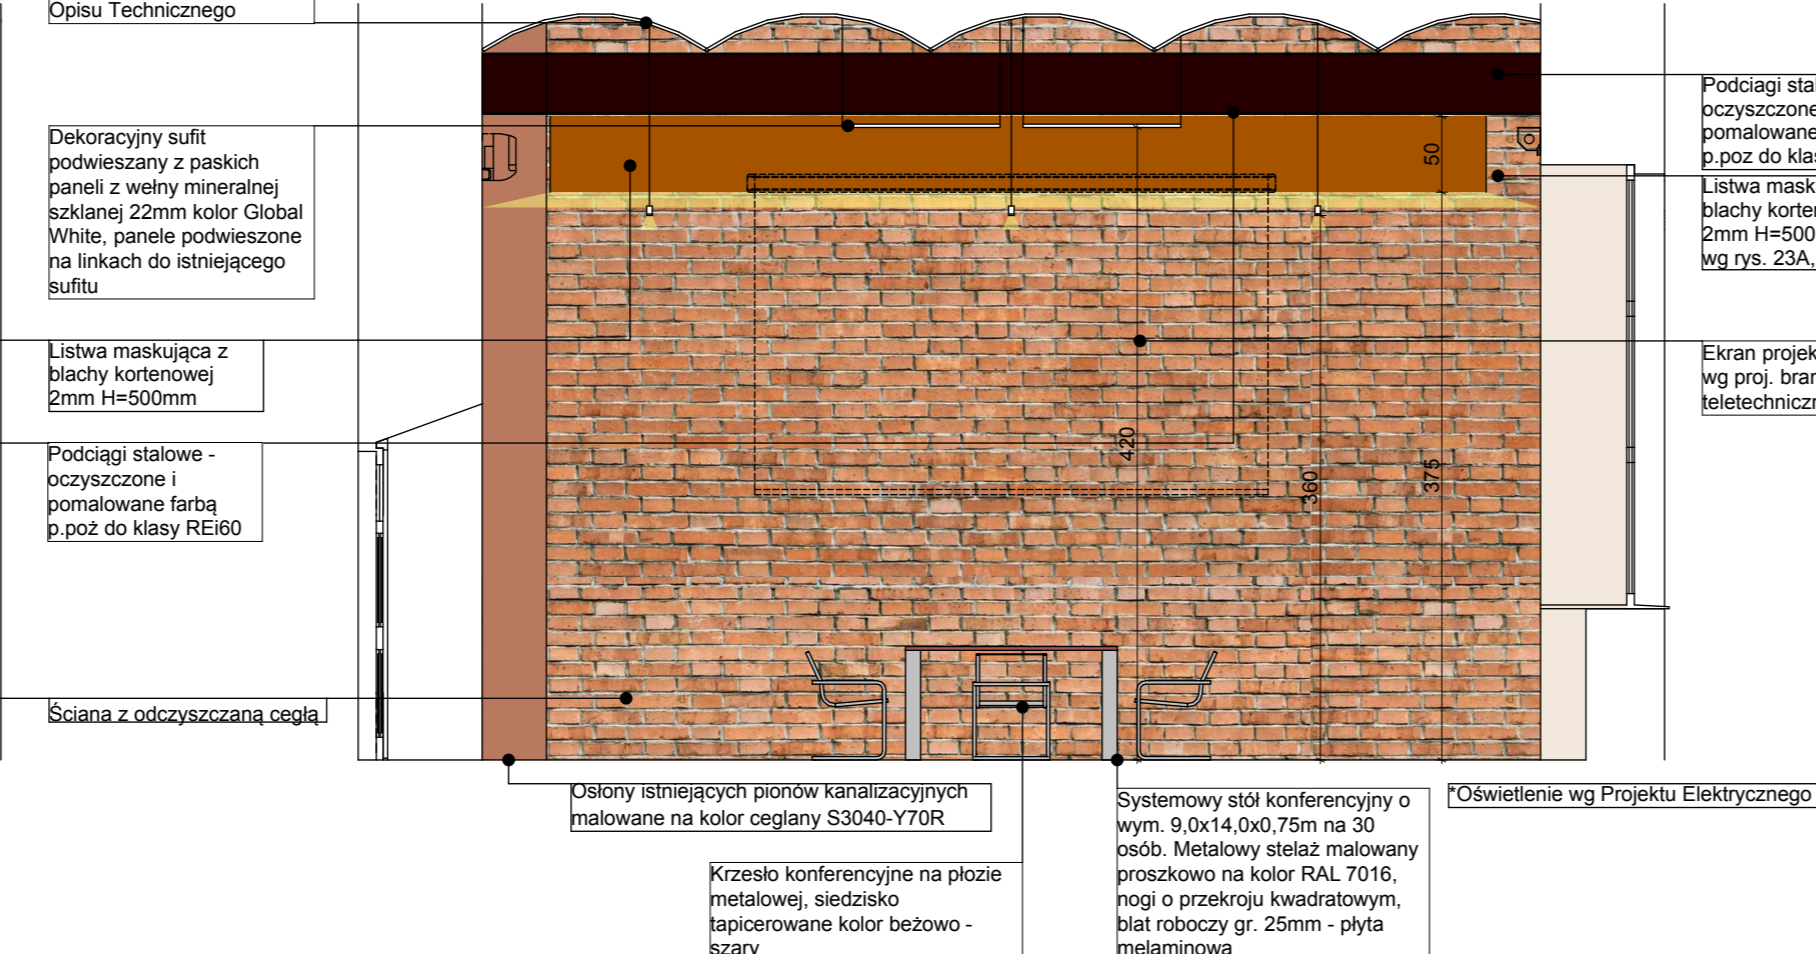 Opisu Technicznego
Dekoracyjny sufit
podwieszany z paskich
paneli z wełny mineralnej
szklanej 22mm kolor Global
White, panele podwieszone
na linkach do istniejącego
sufitu
Listwa maskująca z
blachy kortenowej
2mm H=500mm
Podciągi stalowe -
oczyszczone i
pomalowane farbą
p.poż do klasy REi60
Ściana z odczyszczaną cegłą
Osłony istniejących pionów kanalizacyjnych
malowane na kolor ceglany S3040-Y70R
Krzesło konferencyjne na płozie
metalowej, siedzisko
tapicerowane kolor beżowo -
szary
Systemowy stół konferencyjny o
wym. 9,0x14,0x0,75m na 30
osób. Metalowy stelaż malowany
proszkowo na kolor RAL 7016,
nogi o przekroju kwadratowym,
blat roboczy gr. 25mm - płyta
melaminowa
*Oświetlenie wg Projektu Elektrycznego
50
420
360
375
Podciagi stal
oczyszczone
pomalowane
p.poz do klas
Listwa mask
blachy korten
2mm H=500
wg rys. 23A,
Ekran projek
wg proj. bran
teletechniczn